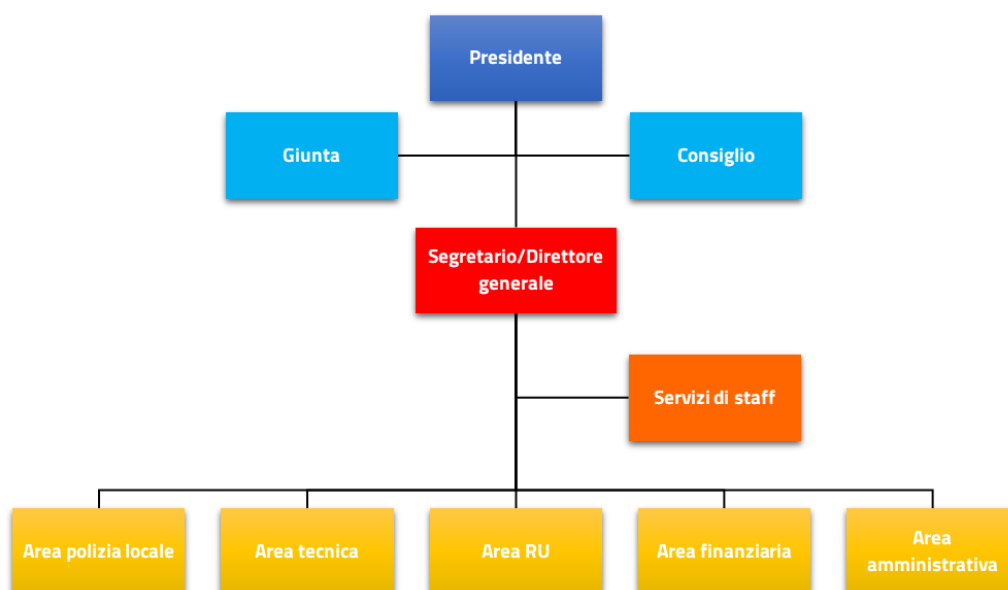 Presidente
Giunta
Consiglio
Segretario/Direttore
generale
Servizi di staff
Area polizia locale
Area tecnica
Area RU
Area finanziaria
Area
amministrativa